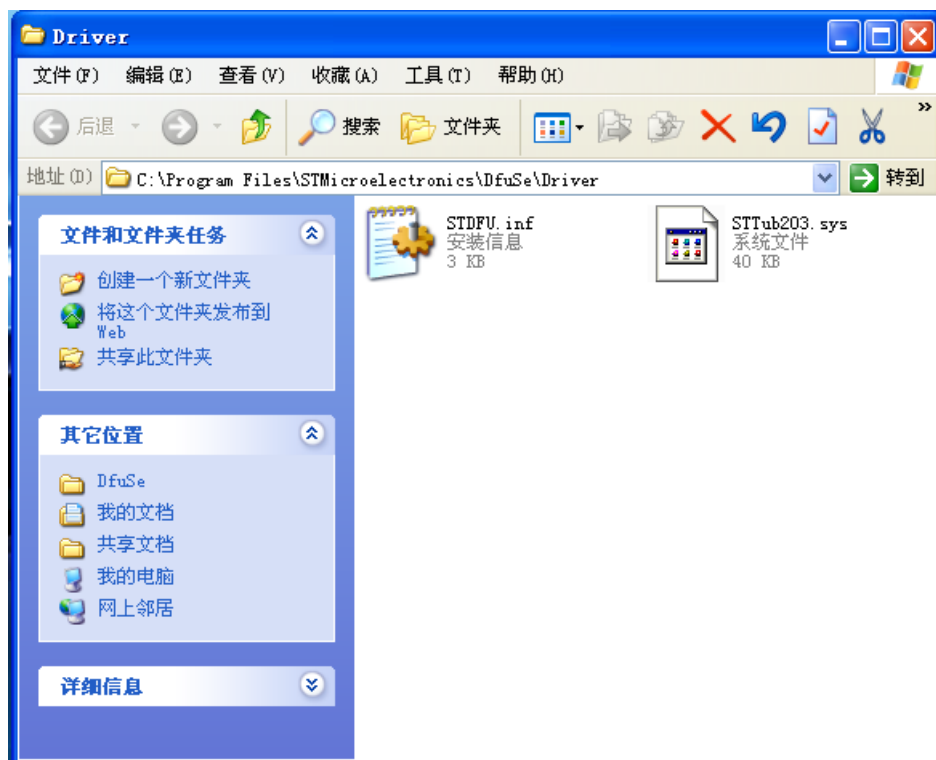 Driver
文件(F) 编辑(E) 查看(V) 收藏(A) 工具(T) 帮助(H)
后退 搜索 文件夹 »
地址(D) C:\Program Files\STMicroelectronics\DfuSe\Driver 转到
文件和文件夹任务
创建一个新文件夹
将这个文件夹发布到
Web
共享此文件夹
其它位置
DfuSe
我的文档
共享文档
我的电脑
网上邻居
详细信息
STDFU.inf
安装信息
3 KB
STTub203.sys
系统文件
40 KB